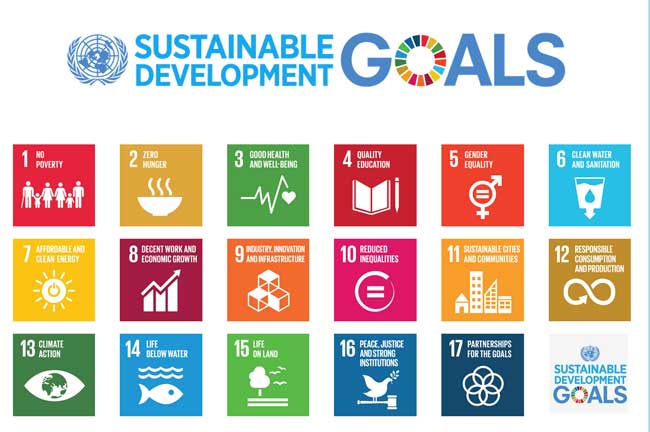 SUSTAINABLE
DEVELOPMENT
GOALS
1 NO
POVERTY
2 ZERO
HUNGER
3 GOOD HEALTH
AND WELL-BEING
4 QUALITY
EDUCATION
5 GENDER
EQUALITY
6 CLEAN WATER
AND SANITATION
7 AFFORDABLE AND
CLEAN ENERGY
8 DECENT WORK AND
ECONOMIC GROWTH
9 INDUSTRY, INNOVATION
AND INFRASTRUCTURE
10 REDUCED
INEQUALITIES
11 SUSTAINABLE CITIES
AND COMMUNITIES
12 RESPONSIBLE
CONSUMPTION
AND PRODUCTION
13 CLIMATE
ACTION
14 LIFE
BELOW WATER
15 LIFE
ON LAND
16 PEACE, JUSTICE
AND STRONG
INSTITUTIONS
17 PARTNERSHIPS
FOR THE GOALS
SUSTAINABLE
DEVELOPMENT
GOALS